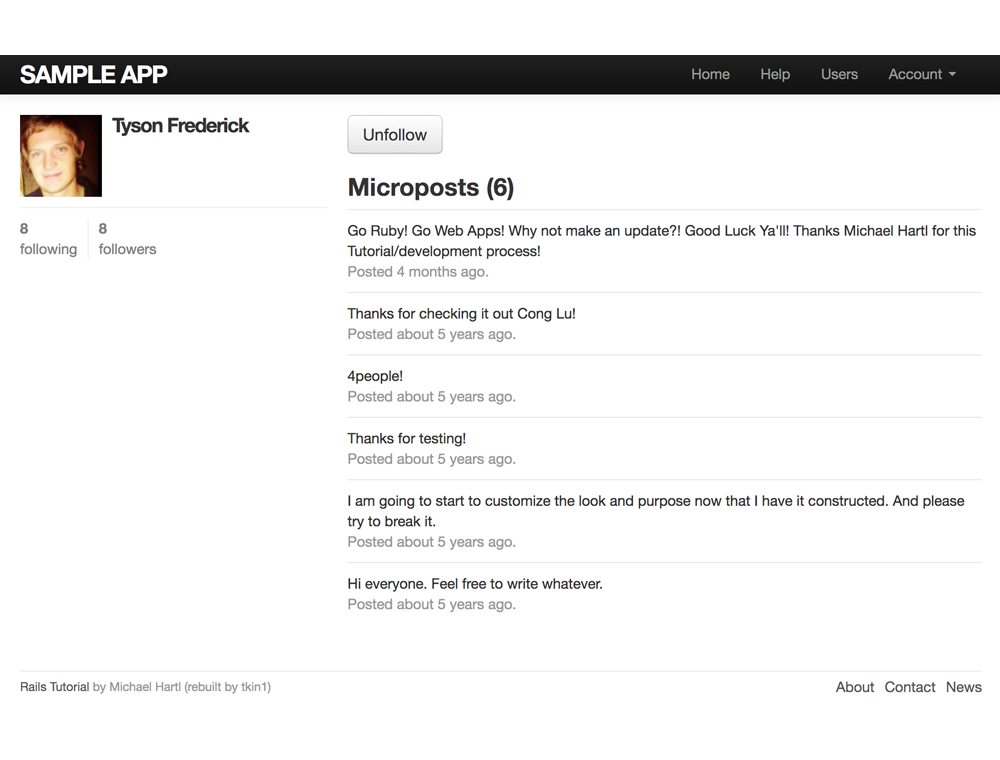 SAMPLE APP
Home Help Users Account
Tyson Frederick
8 following
8 followers
Unfollow
Microposts (6)
Go Ruby! Go Web Apps! Why not make an update?! Good Luck Ya'll! Thanks Michael Hartl for this
Tutorial/development process!
Posted 4 months ago.
Thanks for checking it out Cong Lu!
Posted about 5 years ago.
4people!
Posted about 5 years ago.
Thanks for testing!
Posted about 5 years ago.
I am going to start to customize the look and purpose now that I have it constructed. And please
try to break it.
Posted about 5 years ago.
Hi everyone. Feel free to write whatever.
Posted about 5 years ago.
Rails Tutorial by Michael Hartl (rebuilt by tkin1)
About Contact News